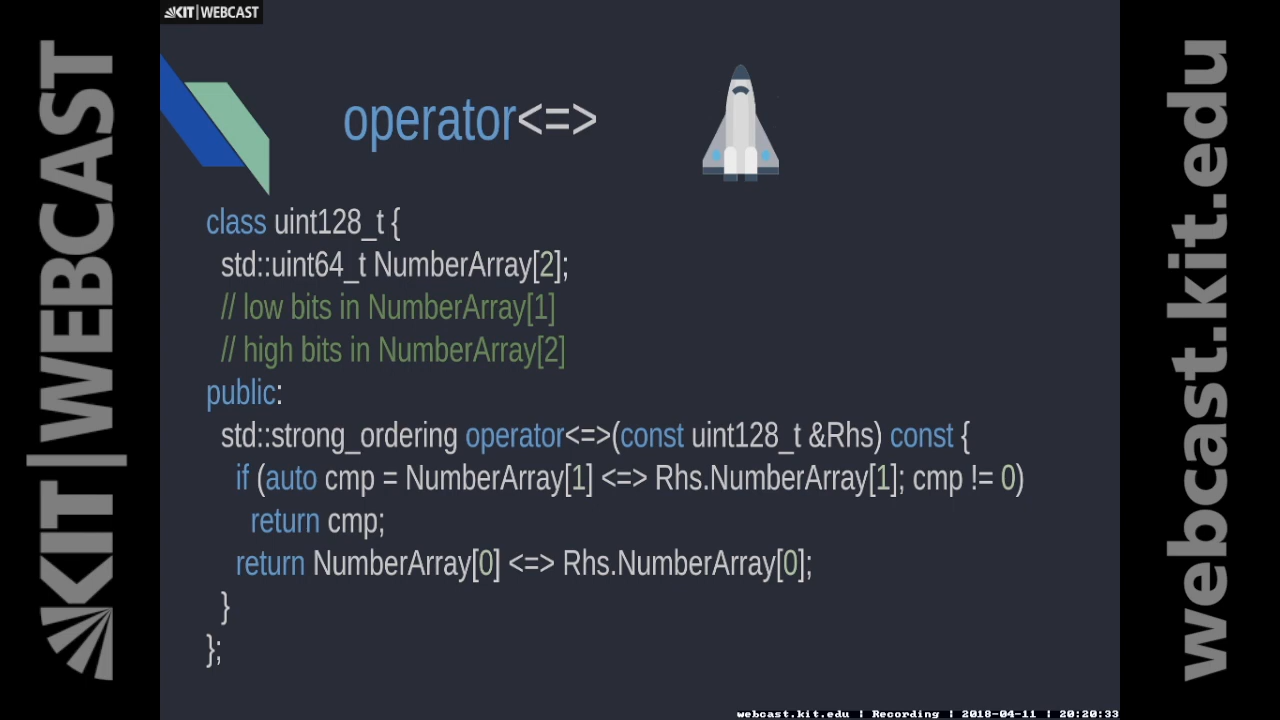 KIT|WEBCAST
KIT|WEBCAST
operator<=>
class uint128_t {
std::uint64_t NumberArray[2];
// low bits in NumberArray[1]
// high bits in NumberArray[2]
public:
std::strong_ordering operator<=>(const uint128_t &Rhs) const {
if (auto cmp = NumberArray[1] <=> Rhs.NumberArray[1]; cmp != 0)
return cmp;
return NumberArray[0] <=> Rhs.NumberArray[0];
}
};
webcast.kit.edu
webcast.kit.edu | Recording | 2018-04-11 | 20:20:33